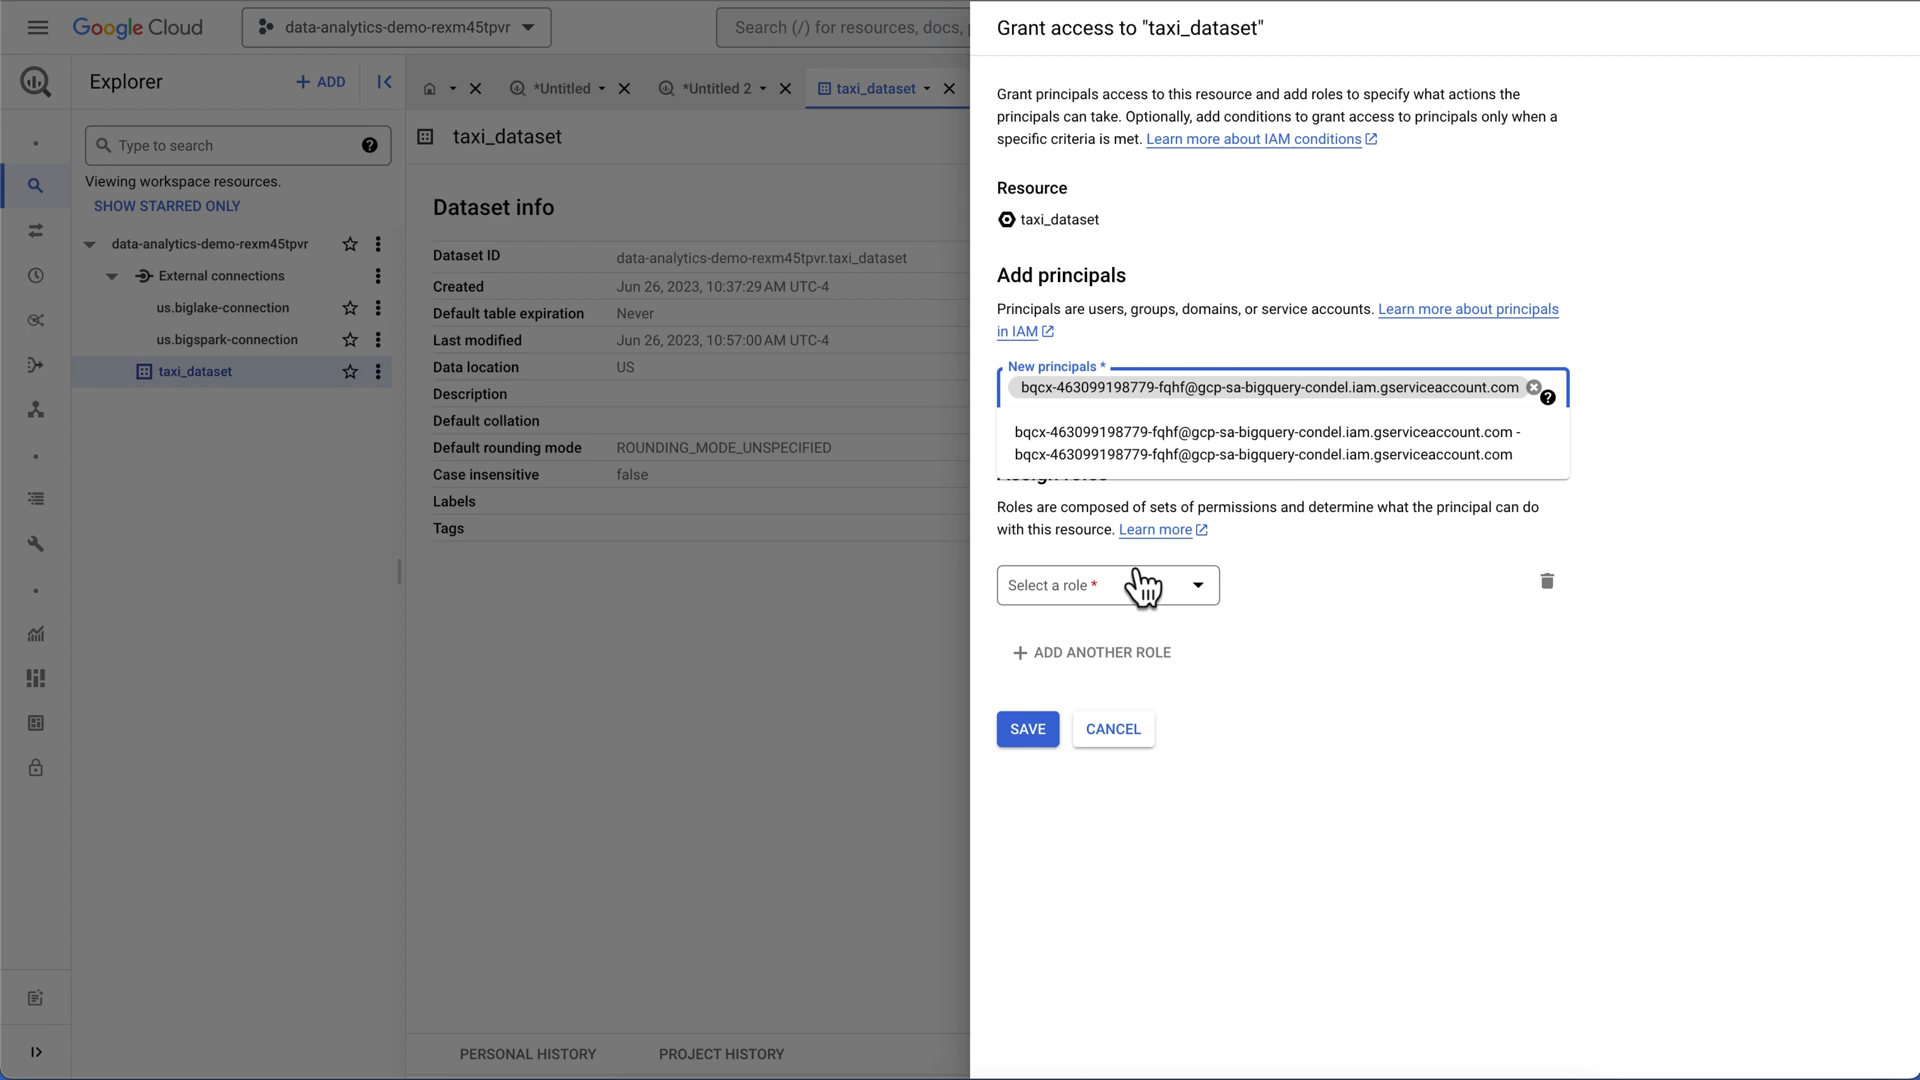 Google Cloud
data-analytics-demo-rexm45tpvr
Search (/) for resources, docs,
Explorer
+ ADD
*Untitled
*Untitled 2
taxi_dataset
Type to search
Viewing workspace resources.
SHOW STARRED ONLY
data-analytics-demo-rexm45tpvr
External connections
us.biglake-connection
us.bigspark-connection
taxi_dataset
taxi_dataset
Dataset info
Dataset ID data-analytics-demo-rexm45tpvr.taxi_dataset
Created Jun 26, 2023, 10:37:29 AM UTC-4
Default table expiration Never
Last modified Jun 26, 2023, 10:57:00 AM UTC-4
Data location US
Description
Default collation
Default rounding mode ROUNDING_MODE_UNSPECIFIED
Case insensitive false
Labels
Tags
PERSONAL HISTORY
PROJECT HISTORY
Grant access to "taxi_dataset"
Grant principals access to this resource and add roles to specify what actions the
principals can take. Optionally, add conditions to grant access to principals only when a
specific criteria is met. Learn more about IAM conditions
Resource
taxi_dataset
Add principals
Principals are users, groups, domains, or service accounts. Learn more about principals
in IAM
New principals *
bqcx-463099198779-fqhf@gcp-sa-bigquery-condel.iam.gserviceaccount.com
bqcx-463099198779-fqhf@gcp-sa-bigquery-condel.iam.gserviceaccount.com -
bqcx-463099198779-fqhf@gcp-sa-bigquery-condel.iam.gserviceaccount.com
Assign roles
Roles are composed of sets of permissions and determine what the principal can do
with this resource. Learn more
Select a role *
+ ADD ANOTHER ROLE
SAVE
CANCEL